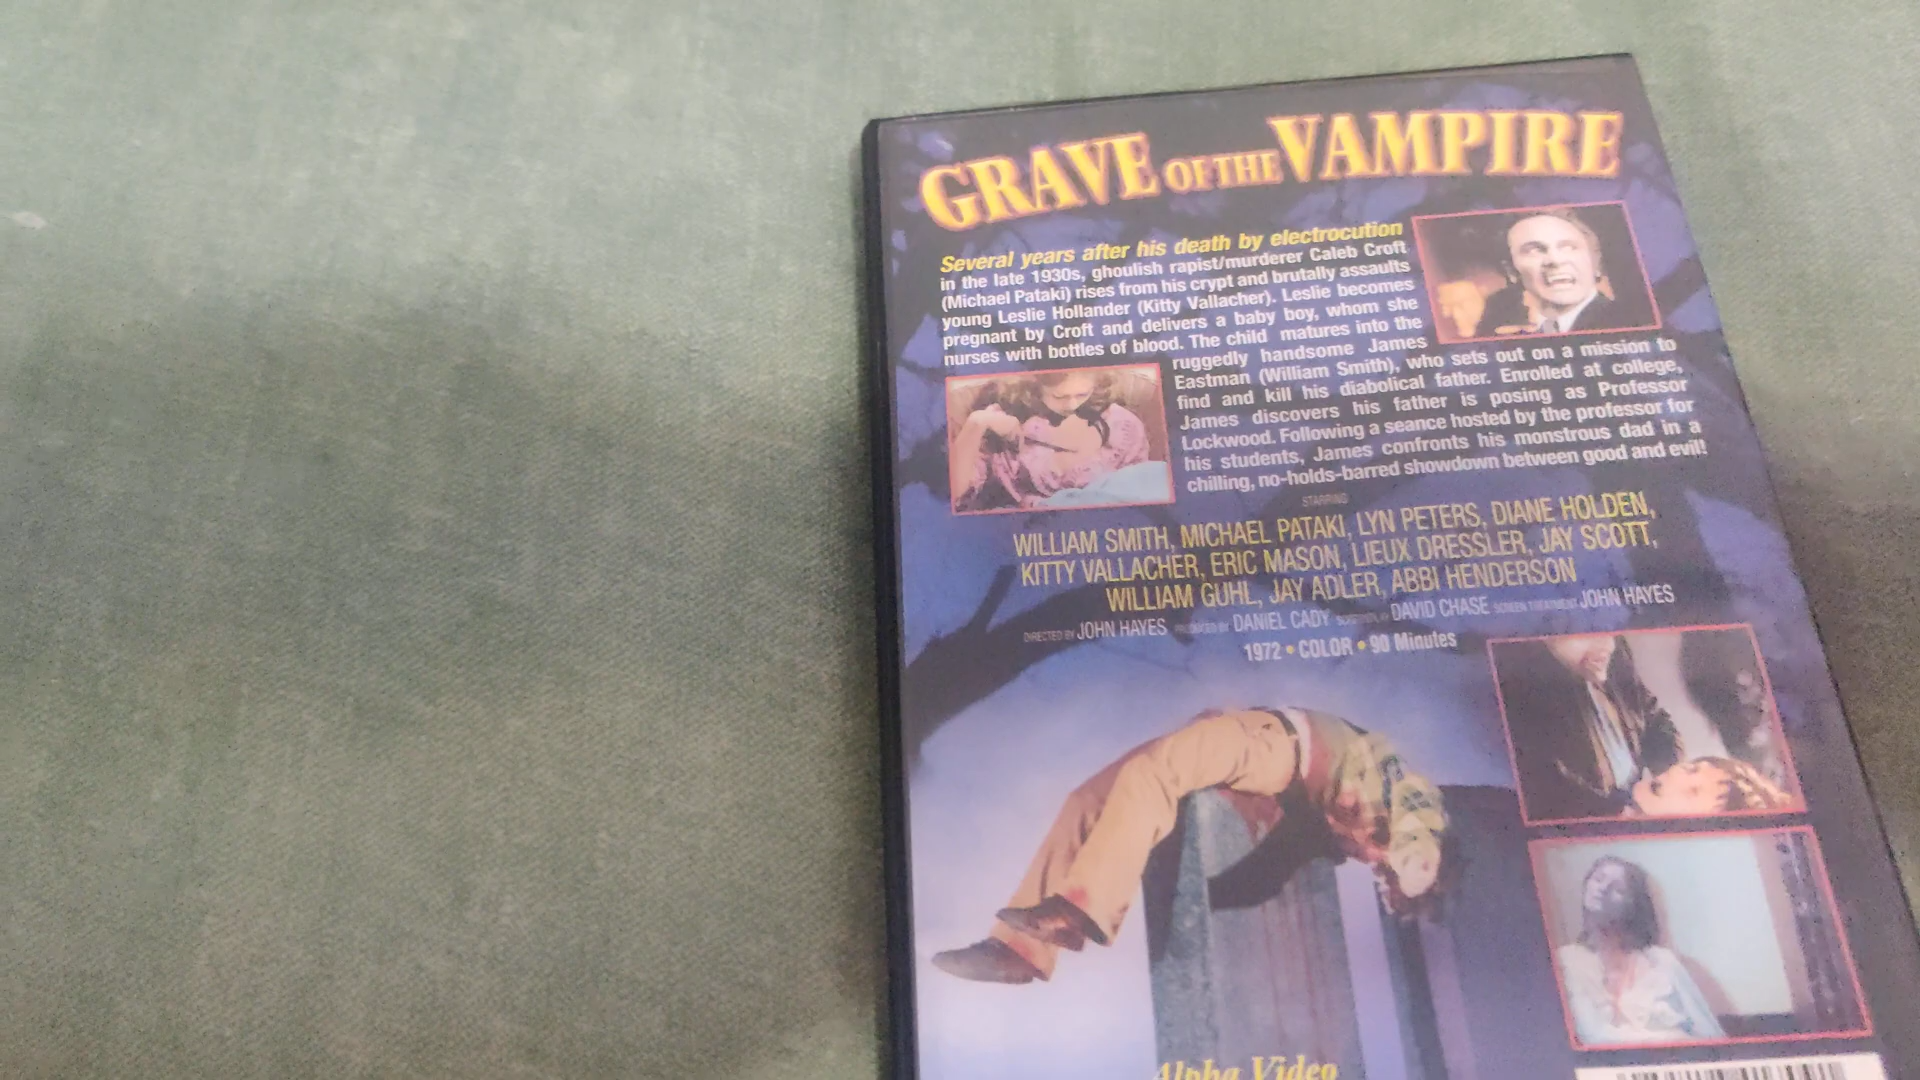 GRAVE OF THE VAMPIRE
Several years after his death by electrocution
in the late 1930s, ghoulish rapist/murderer Caleb Croft
(Michael Pataki) rises from his crypt and brutally assaults
young Leslie Hollander (Kitty Vallacher). Leslie becomes
pregnant by Croft and delivers a baby boy, whom she
nurses with bottles of blood. The child matures into the
ruggedly handsome James
Eastman (William Smith), who sets out on a mission to
find and kill his diabolical father. Enrolled at college,
James discovers his father is posing as Professor
Lockwood. Following a seance hosted by the professor for
his students, James confronts his monstrous dad in a
chilling, no-holds-barred showdown between good and evil!
STARRING
WILLIAM SMITH, MICHAEL PATAKI, LYN PETERS, DIANE HOLDEN,
KITTY VALLACHER, ERIC MASON, LIEUX DRESSLER, JAY SCOTT,
WILLIAM GUHL, JAY ADLER, ABBI HENDERSON
DIRECTED BY JOHN HAYES PRODUCED BY DANIEL CADY SCREENPLAY BY DAVID CHASE SCREEN TREATMENT JOHN HAYES
1972 • COLOR • 90 Minutes
Alpha Video